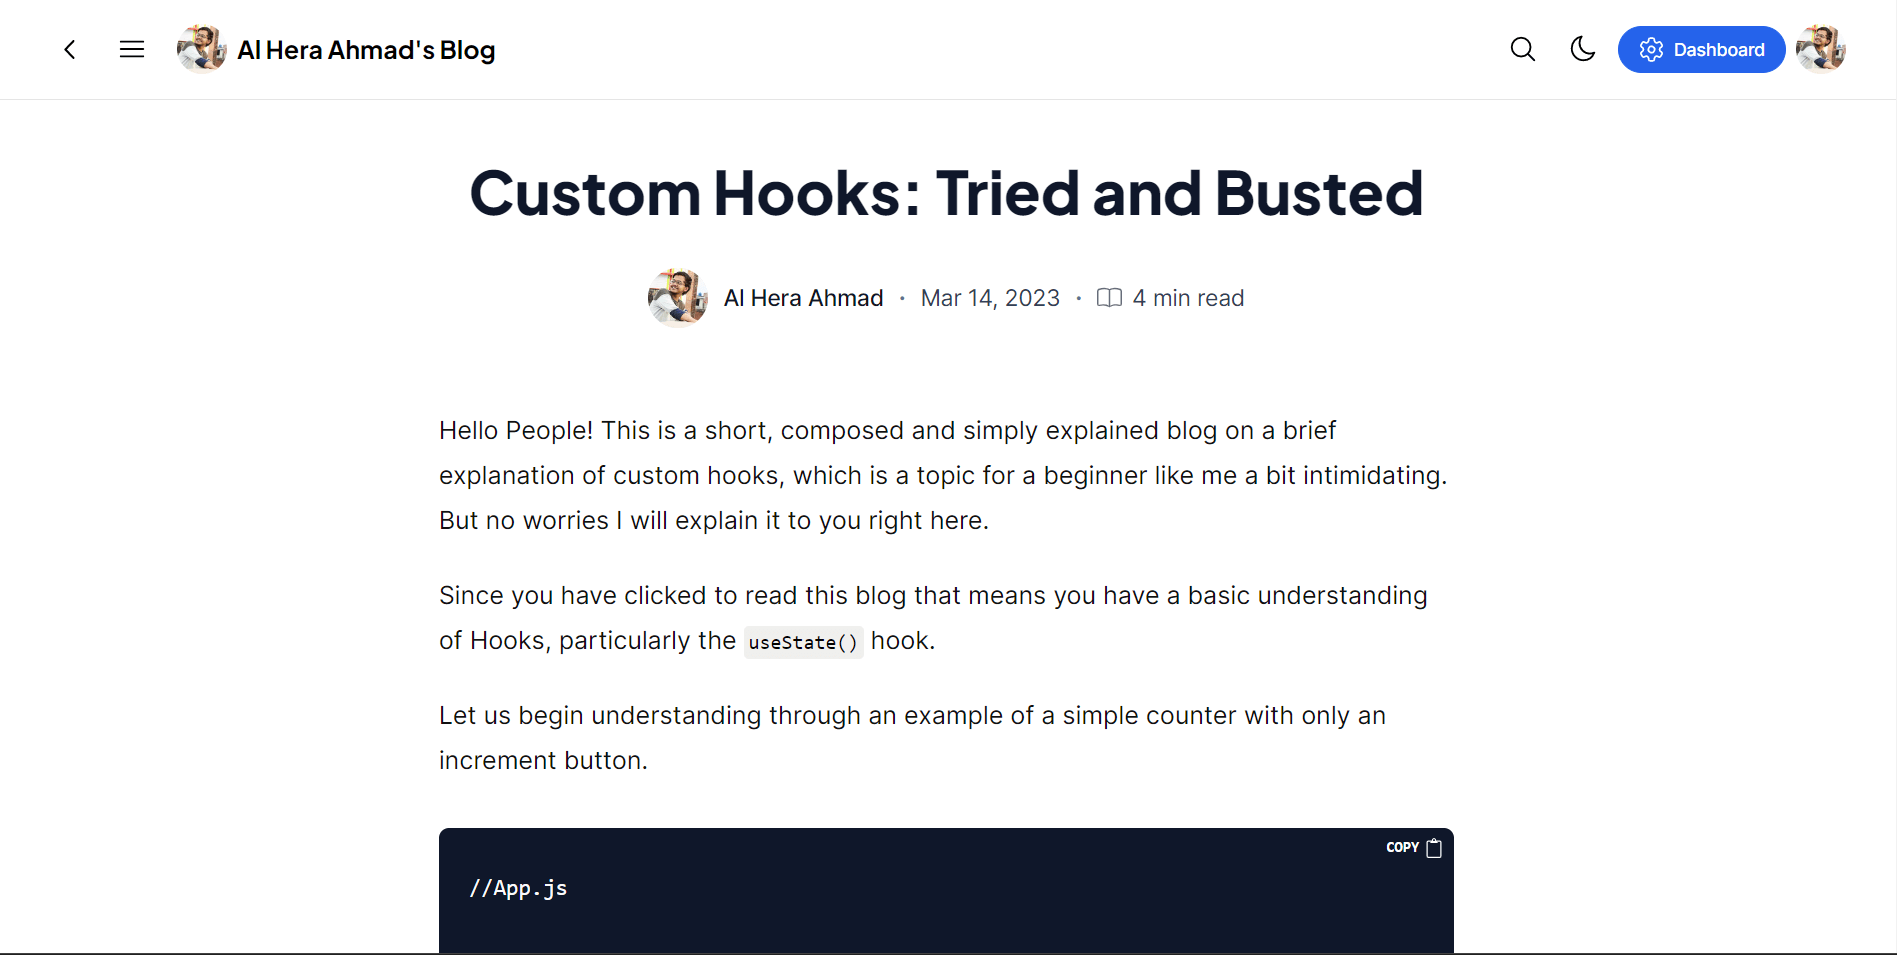 Al Hera Ahmad's Blog
Dashboard
Custom Hooks: Tried and Busted
Al Hera Ahmad · Mar 14, 2023 · 4 min read
Hello People! This is a short, composed and simply explained blog on a brief
explanation of custom hooks, which is a topic for a beginner like me a bit intimidating.
But no worries I will explain it to you right here.
Since you have clicked to read this blog that means you have a basic understanding
of Hooks, particularly the useState() hook.
Let us begin understanding through an example of a simple counter with only an
increment button.
COPY
//App.js